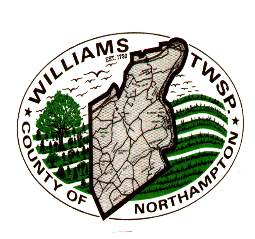 WILLIAMS TWSP.
EST. 1750
COUNTY OF NORTHAMPTON